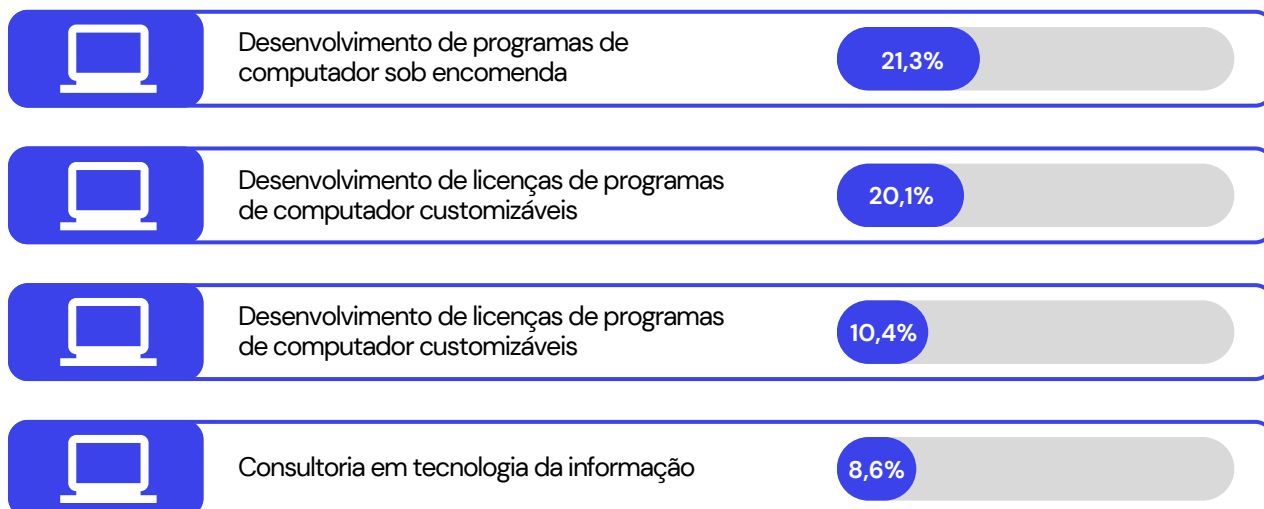 Desenvolvimento de programas de
computador sob encomenda
21,3%
Desenvolvimento de licenças de programas
de computador customizáveis
20,1%
Desenvolvimento de licenças de programas
de computador customizáveis
10,4%
Consultoria em tecnologia da informação
8,6%